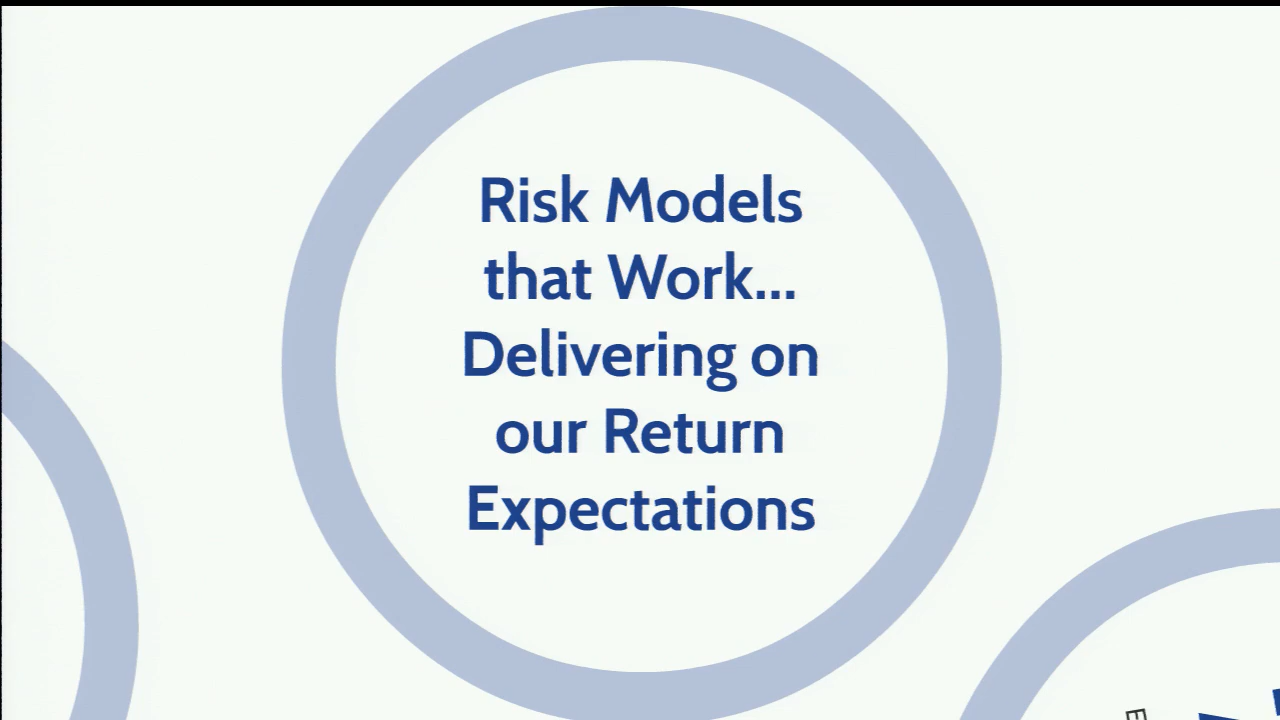 Risk Models
that Work...
Delivering on
our Return
Expectations